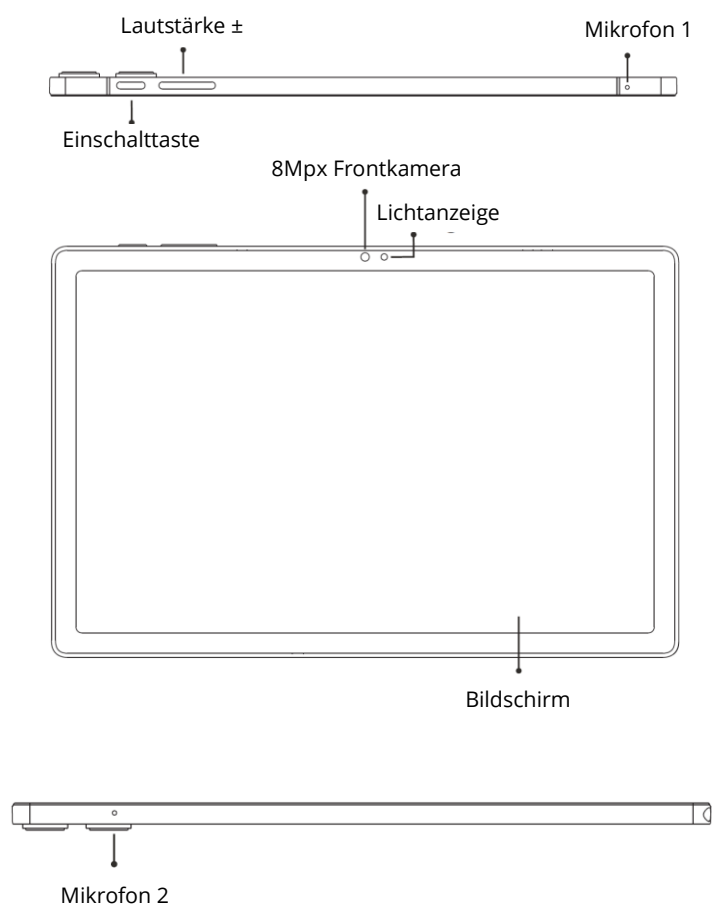 Lautstärke ±
Mikrofon 1
Einschalttaste
8Mpx Frontkamera
Lichtanzeige
Bildschirm
Mikrofon 2